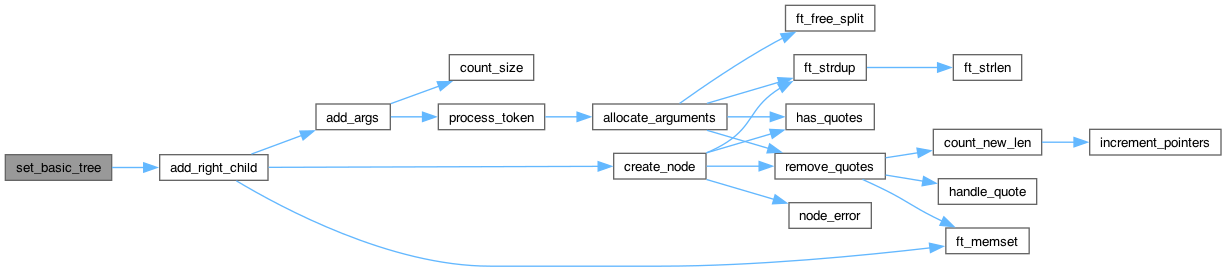 set_basic_tree
add_right_child
add_args
count_size
process_token
allocate_arguments
create_node
ft_free_split
ft_strdup
has_quotes
remove_quotes
node_error
ft_strlen
count_new_len
handle_quote
ft_memset
increment_pointers